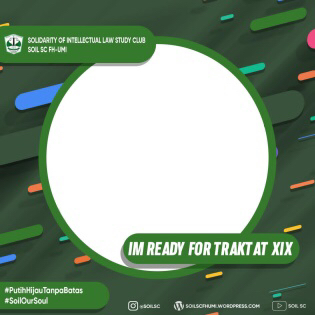 SOLIDARITY OF INTELLECTUAL LAW STUDY CLUB
SOIL SC FH-UMI
IM READY FOR TRAKTAT XIX
#PutihHijauTanpaBatas
#SoilOurSoul
@SOILSC
SOILSCFHUMI.WORDPRESS.COM
SOIL SC